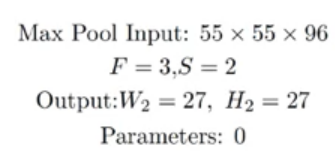 Max Pool Input: 55 × 55 × 96
F = 3,S = 2
Output:W₂ = 27, H₂ = 27
Parameters: 0